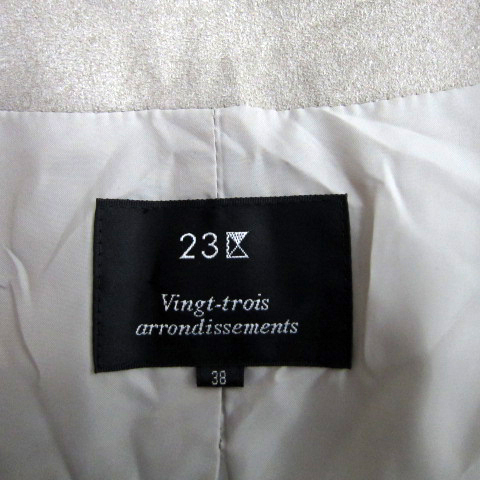 23区
Vingt-trois
arrondissements
38